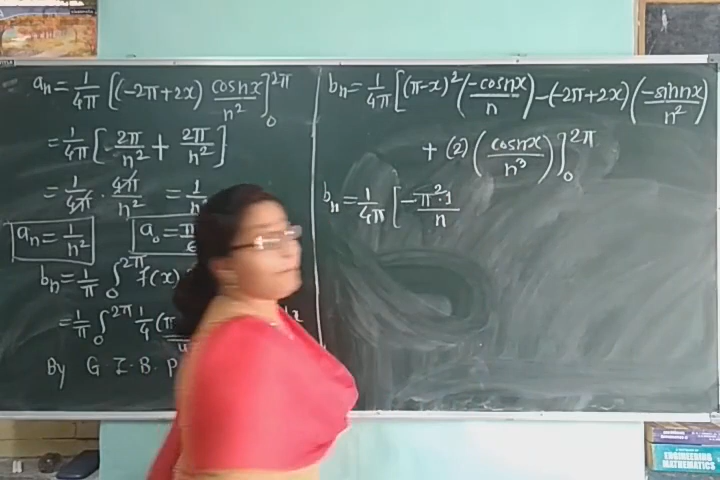 aₙ = 1/4π [(-2π+2x) cosnx/n²]₀^2π
= 1/4π [-2π/n² + 2π/n²]
= 1/4π · 4π/n² = 1/n
aₙ = 1/n² a₀ = π
bₙ = 1/π ∫₀^2π f(x)
= 1/π ∫₀^2π 1/4 (π
By G I.B.P
bₙ = 1/4π [(π-x)² (-cosnx/n) - (-2π+2x) (-sinnx/n²)
+ (2) (cosnx/n³)]₀^2π
bₙ = 1/4π [-π²·1/n
ENGINEERING
MATHEMATICS